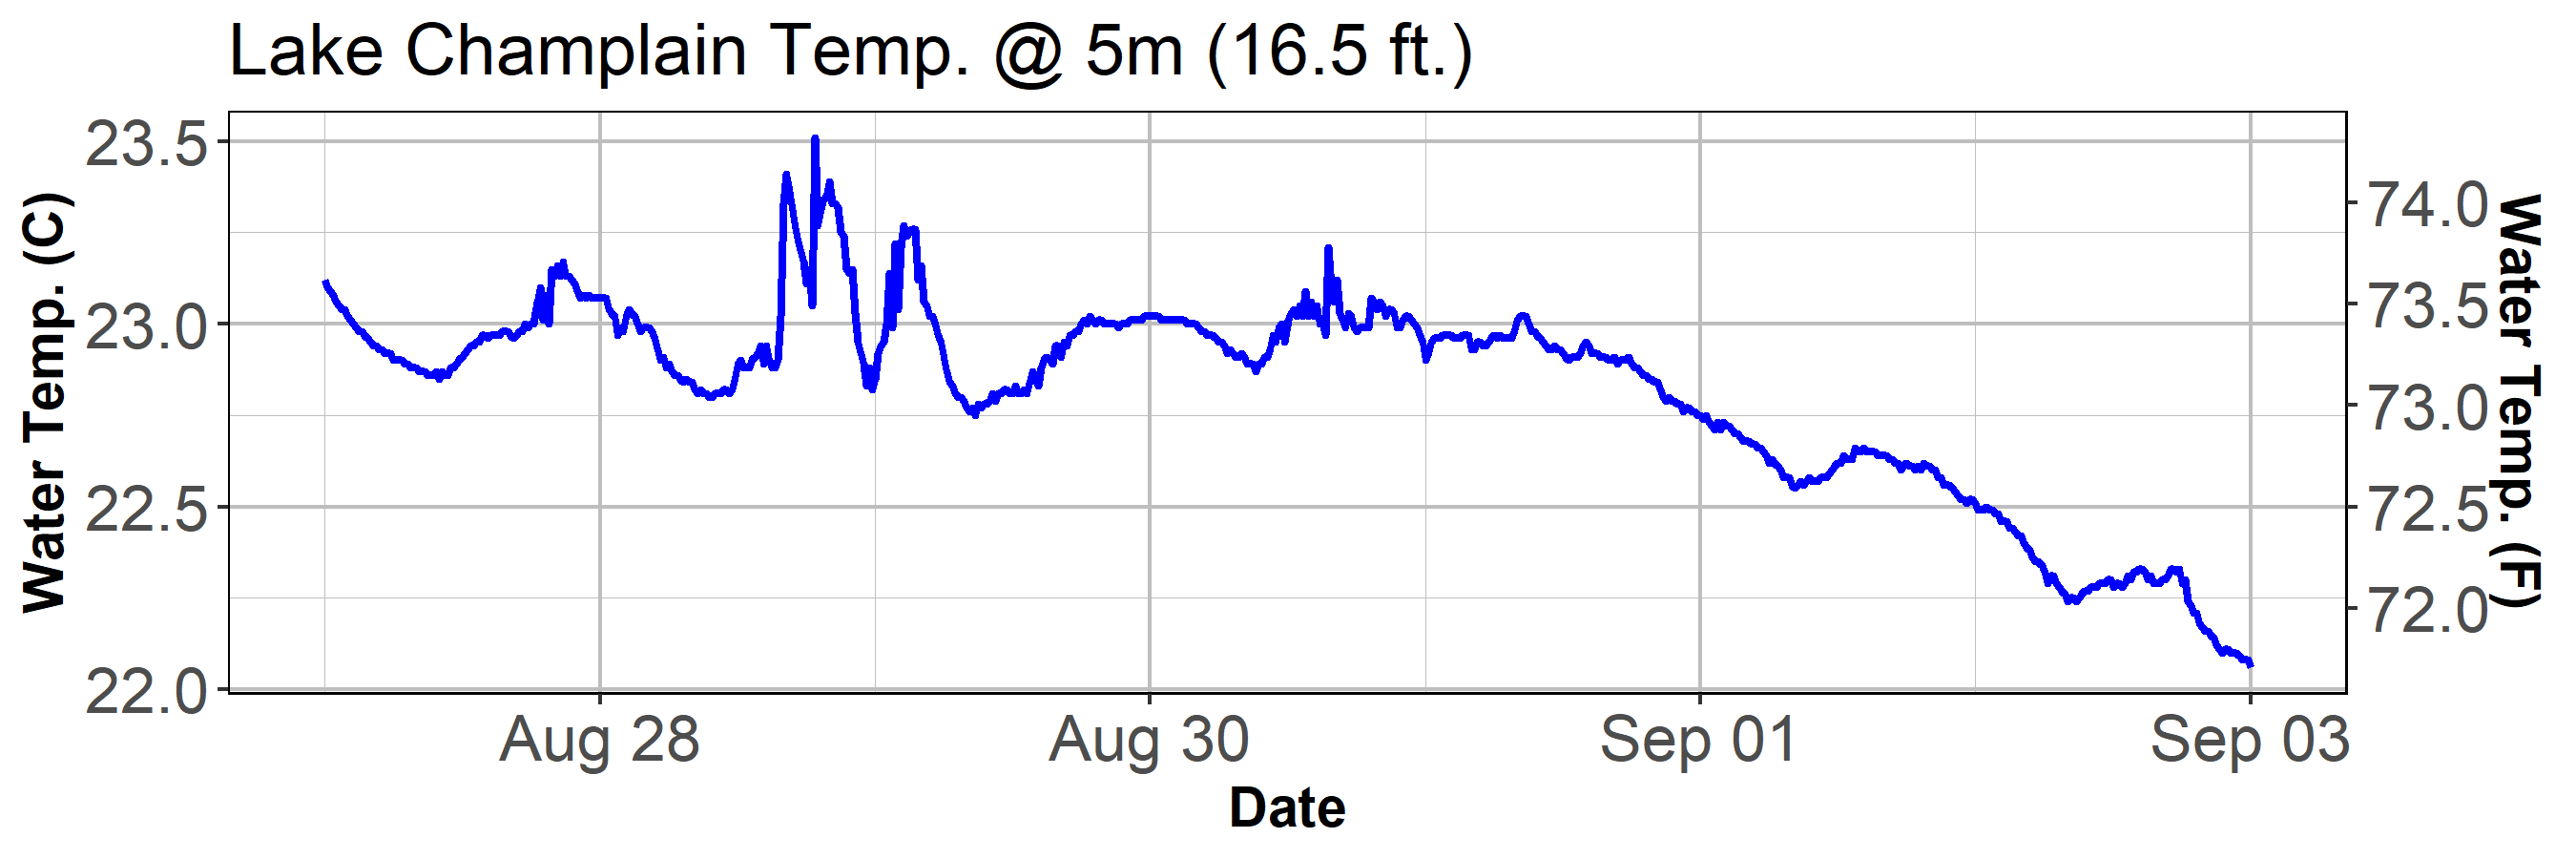 Lake Champlain Temp. @ 5m (16.5 ft.)
Water Temp. (C)
23.5
23.0
22.5
22.0
74.0
73.5
73.0
72.5
72.0
Water Temp. (F)
Aug 28
Aug 30
Sep 01
Sep 03
Date